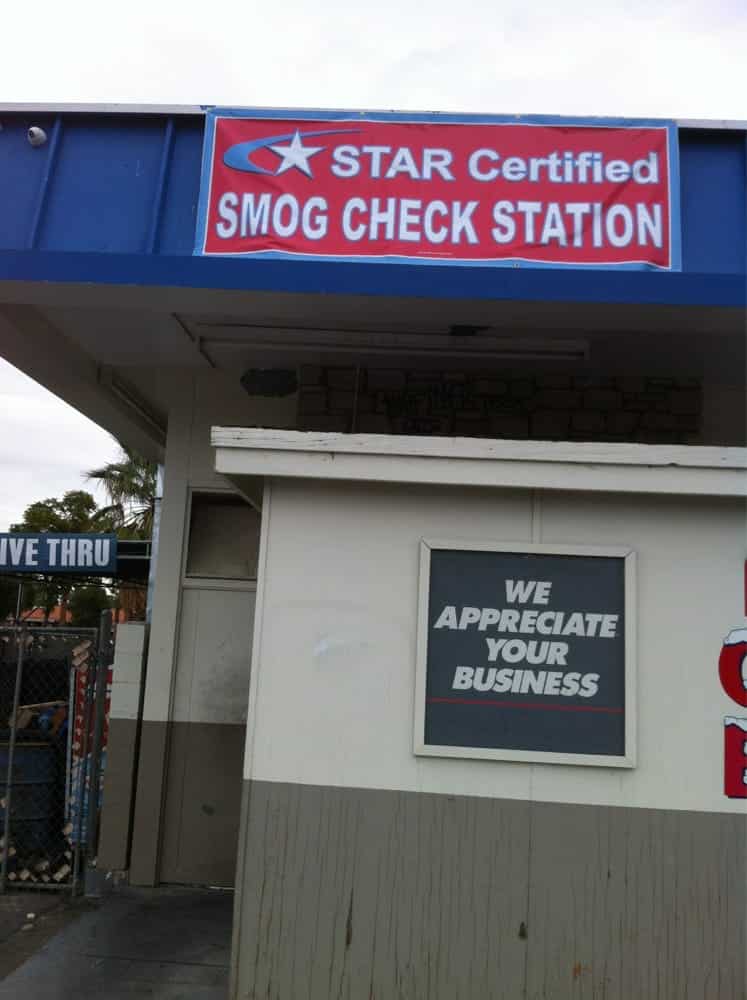 STAR Certified
SMOG CHECK STATION
IVE THRU
WE
APPRECIATE
YOUR
BUSINESS